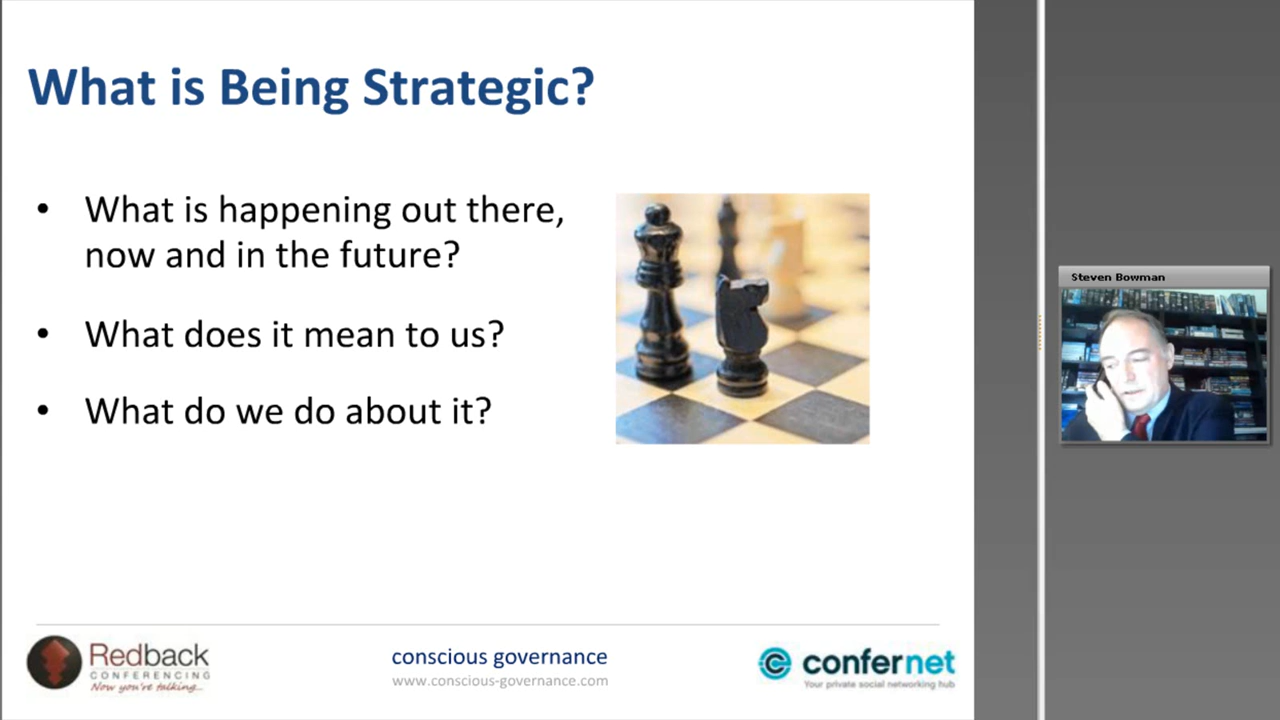 What is Being Strategic?
• What is happening out there,
now and in the future?
• What does it mean to us?
• What do we do about it?
Steven Bowman
Redback
CONFERENCING
Now you're talking...
conscious governance
www.conscious-governance.com
confernet
Your private social networking hub